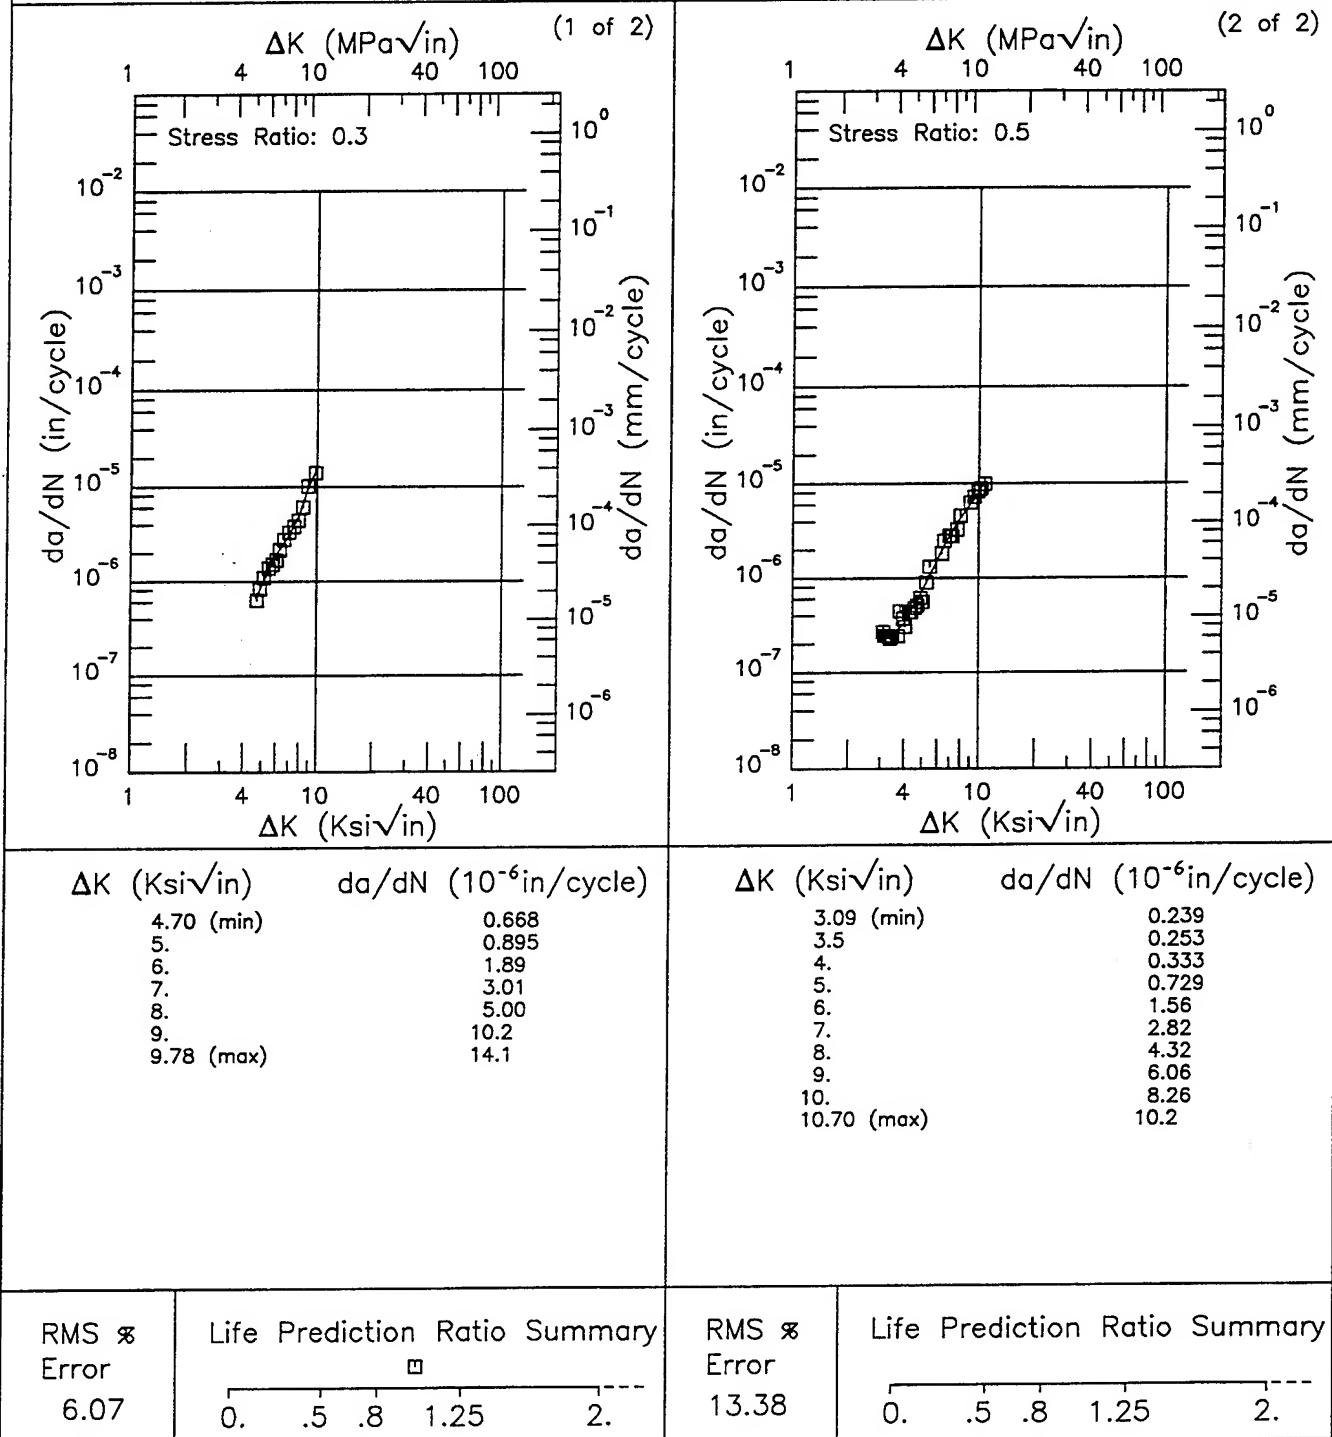 (1 of 2)
ΔK (MPa√in)
1 4 10 40 100
Stress Ratio: 0.3
10⁰
10⁻¹
10⁻²
10⁻³
10⁻⁴
10⁻⁵
10⁻⁶
da/dN (mm/cycle)
10⁻²
10⁻³
10⁻⁴
10⁻⁵
10⁻⁶
10⁻⁷
10⁻⁸
da/dN (in/cycle)
1 4 10 40 100
ΔK (Ksi√in)
ΔK (Ksi√in) da/dN (10⁻⁶in/cycle)
4.70 (min) 0.668
5. 0.895
6. 1.89
7. 3.01
8. 5.00
9. 10.2
9.78 (max) 14.1
RMS %
Error
6.07
Life Prediction Ratio Summary
0. .5 .8 1.25 2.
(2 of 2)
ΔK (MPa√in)
1 4 10 40 100
Stress Ratio: 0.5
10⁰
10⁻¹
10⁻²
10⁻³
10⁻⁴
10⁻⁵
10⁻⁶
da/dN (mm/cycle)
10⁻²
10⁻³
10⁻⁴
10⁻⁵
10⁻⁶
10⁻⁷
10⁻⁸
da/dN (in/cycle)
1 4 10 40 100
ΔK (Ksi√in)
ΔK (Ksi√in) da/dN (10⁻⁶in/cycle)
3.09 (min) 0.239
3.5 0.253
4. 0.333
5. 0.729
6. 1.56
7. 2.82
8. 4.32
9. 6.06
10. 8.26
10.70 (max) 10.2
RMS %
Error
13.38
Life Prediction Ratio Summary
0. .5 .8 1.25 2.